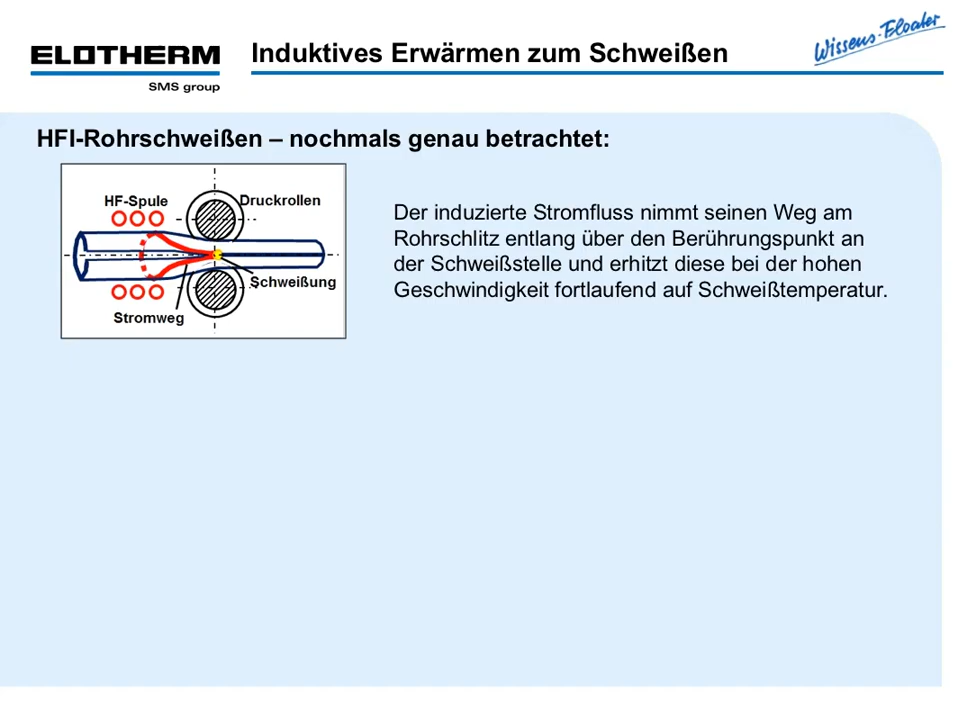 ELOTHERM
SMS group
Induktives Erwärmen zum Schweißen
Wissens-Floater
HFI-Rohrschweißen – nochmals genau betrachtet:
HF-Spule
Druckrollen
Schweißung
Stromweg
Der induzierte Stromfluss nimmt seinen Weg am
Rohrschlitz entlang über den Berührungspunkt an
der Schweißstelle und erhitzt diese bei der hohen
Geschwindigkeit fortlaufend auf Schweißtemperatur.